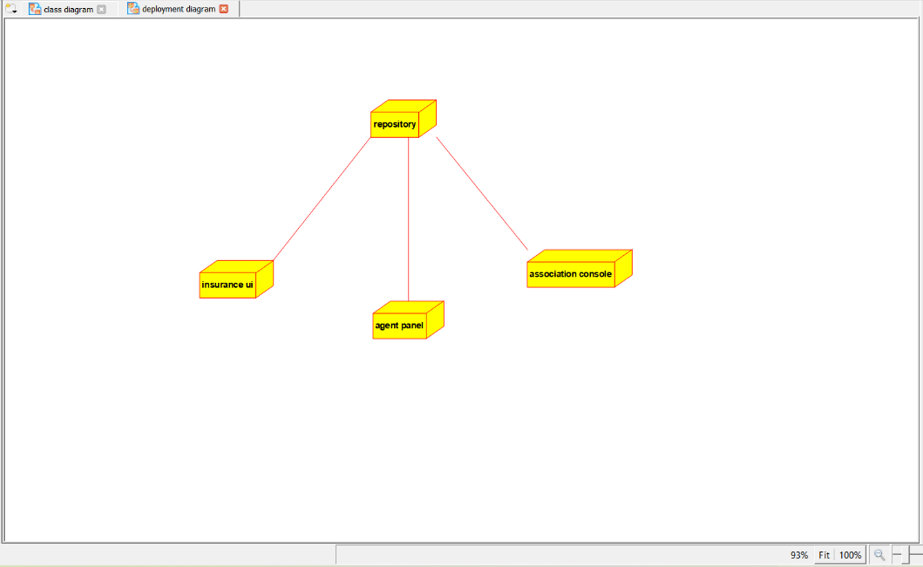 class diagram
deployment diagram
repository
insurance ui
association console
agent panel
93% Fit 100%